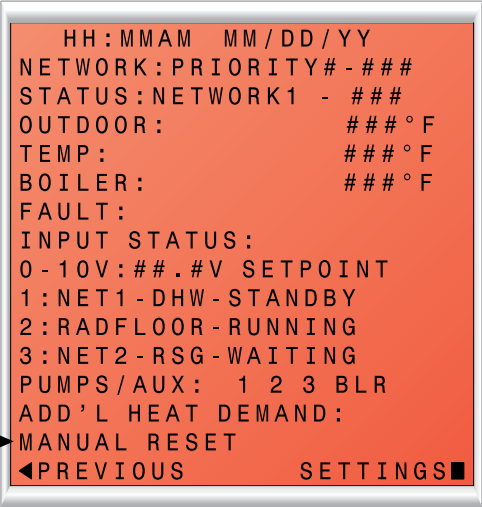 HH:MMAM MM/DD/YY
NETWORK:PRIORITY#-###
STATUS:NETWORK1 - ###
OUTDOOR: ###°F
TEMP: ###°F
BOILER: ###°F
FAULT:
INPUT STATUS:
0-10V:##.#V SETPOINT
1:NET1-DHW-STANDBY
2:RADFLOOR-RUNNING
3:NET2-RSG-WAITING
PUMPS/AUX: 1 2 3 BLR
ADD'L HEAT DEMAND:
MANUAL RESET
◀PREVIOUS SETTINGS■